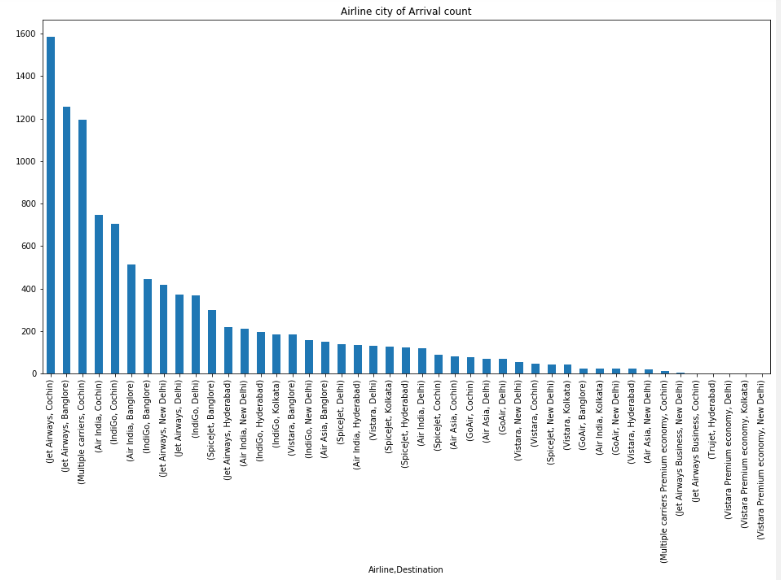 Airline city of Arrival count
1600
1400
1200
1000
800
600
400
200
0
(Jet Airways, Cochin)
(Jet Airways, Banglore)
(Multiple carriers, Cochin)
(Air India, Cochin)
(IndiGo, Cochin)
(Air India, Banglore)
(IndiGo, Banglore)
(Jet Airways, New Delhi)
(Jet Airways, Delhi)
(IndiGo, Delhi)
(SpiceJet, Banglore)
(Jet Airways, Hyderabad)
(Air India, New Delhi)
(IndiGo, Hyderabad)
(IndiGo, Kolkata)
(Vistara, Banglore)
(IndiGo, New Delhi)
(Air Asia, Banglore)
(SpiceJet, Delhi)
(Air India, Hyderabad)
(Vistara, Delhi)
(SpiceJet, Kolkata)
(SpiceJet, Hyderabad)
(Air India, Delhi)
(SpiceJet, Cochin)
(Air Asia, Cochin)
(GoAir, Cochin)
(Air Asia, Delhi)
(GoAir, Delhi)
(Vistara, New Delhi)
(Vistara, Cochin)
(SpiceJet, New Delhi)
(Vistara, Kolkata)
(GoAir, Banglore)
(Air India, Kolkata)
(GoAir, New Delhi)
(Vistara, Hyderabad)
(Air Asia, New Delhi)
(Multiple carriers Premium economy, Cochin)
(Jet Airways Business, New Delhi)
(Jet Airways Business, Cochin)
(Trujet, Hyderabad)
(Vistara Premium economy, Delhi)
(Vistara Premium economy, Kolkata)
(Vistara Premium economy, New Delhi)
Airline,Destination